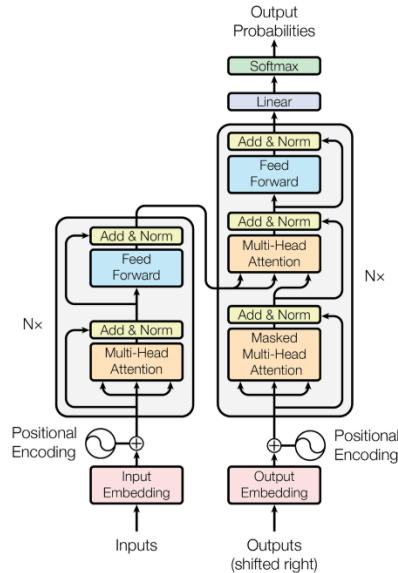 Output
Probabilities
Softmax
Linear
Add & Norm
Feed
Forward
Add & Norm
Multi-Head
Attention
Add & Norm
Masked
Multi-Head
Attention
Nx
Positional
Encoding
Output
Embedding
Outputs
(shifted right)
Add & Norm
Feed
Forward
Nx
Add & Norm
Multi-Head
Attention
Positional
Encoding
Input
Embedding
Inputs